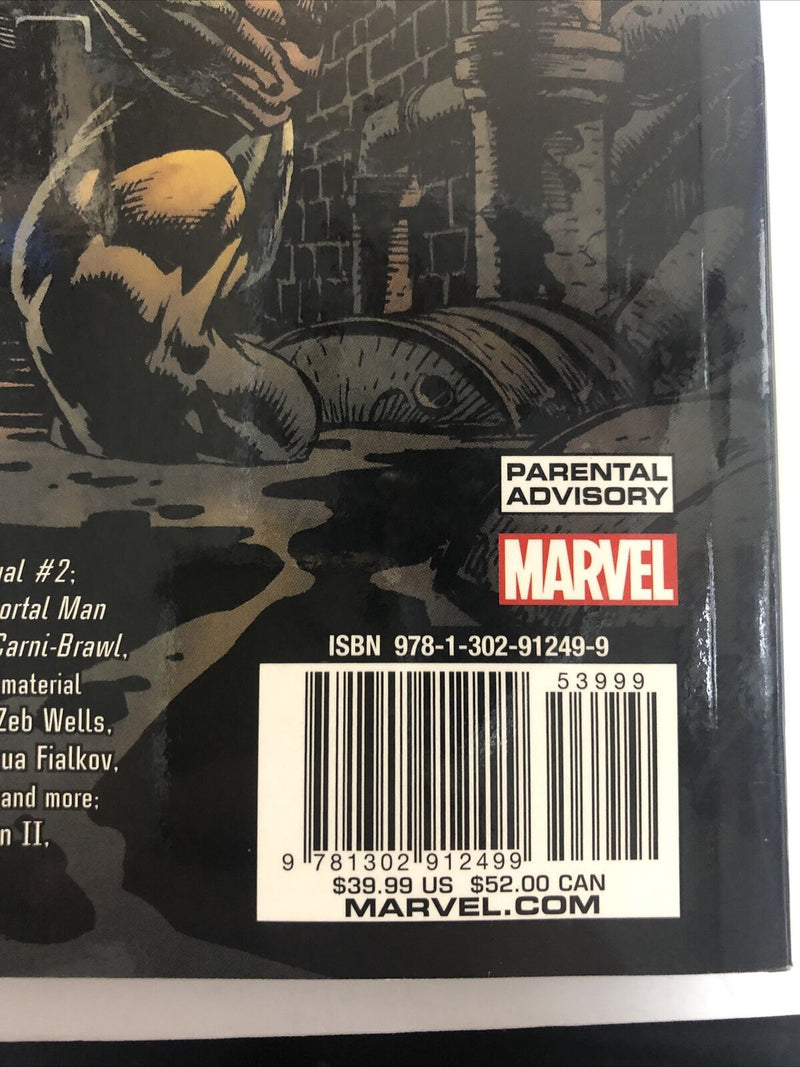 PARENTAL
ADVISORY
MARVEL
ual #2;
ortal Man
Carni-Brawl,
material
Zeb Wells,
ua Fialkov,
and more;
n II,
ISBN 978-1-302-91249-9
53999
9 781302 912499
$39.99 US $52.00 CAN
MARVEL.COM